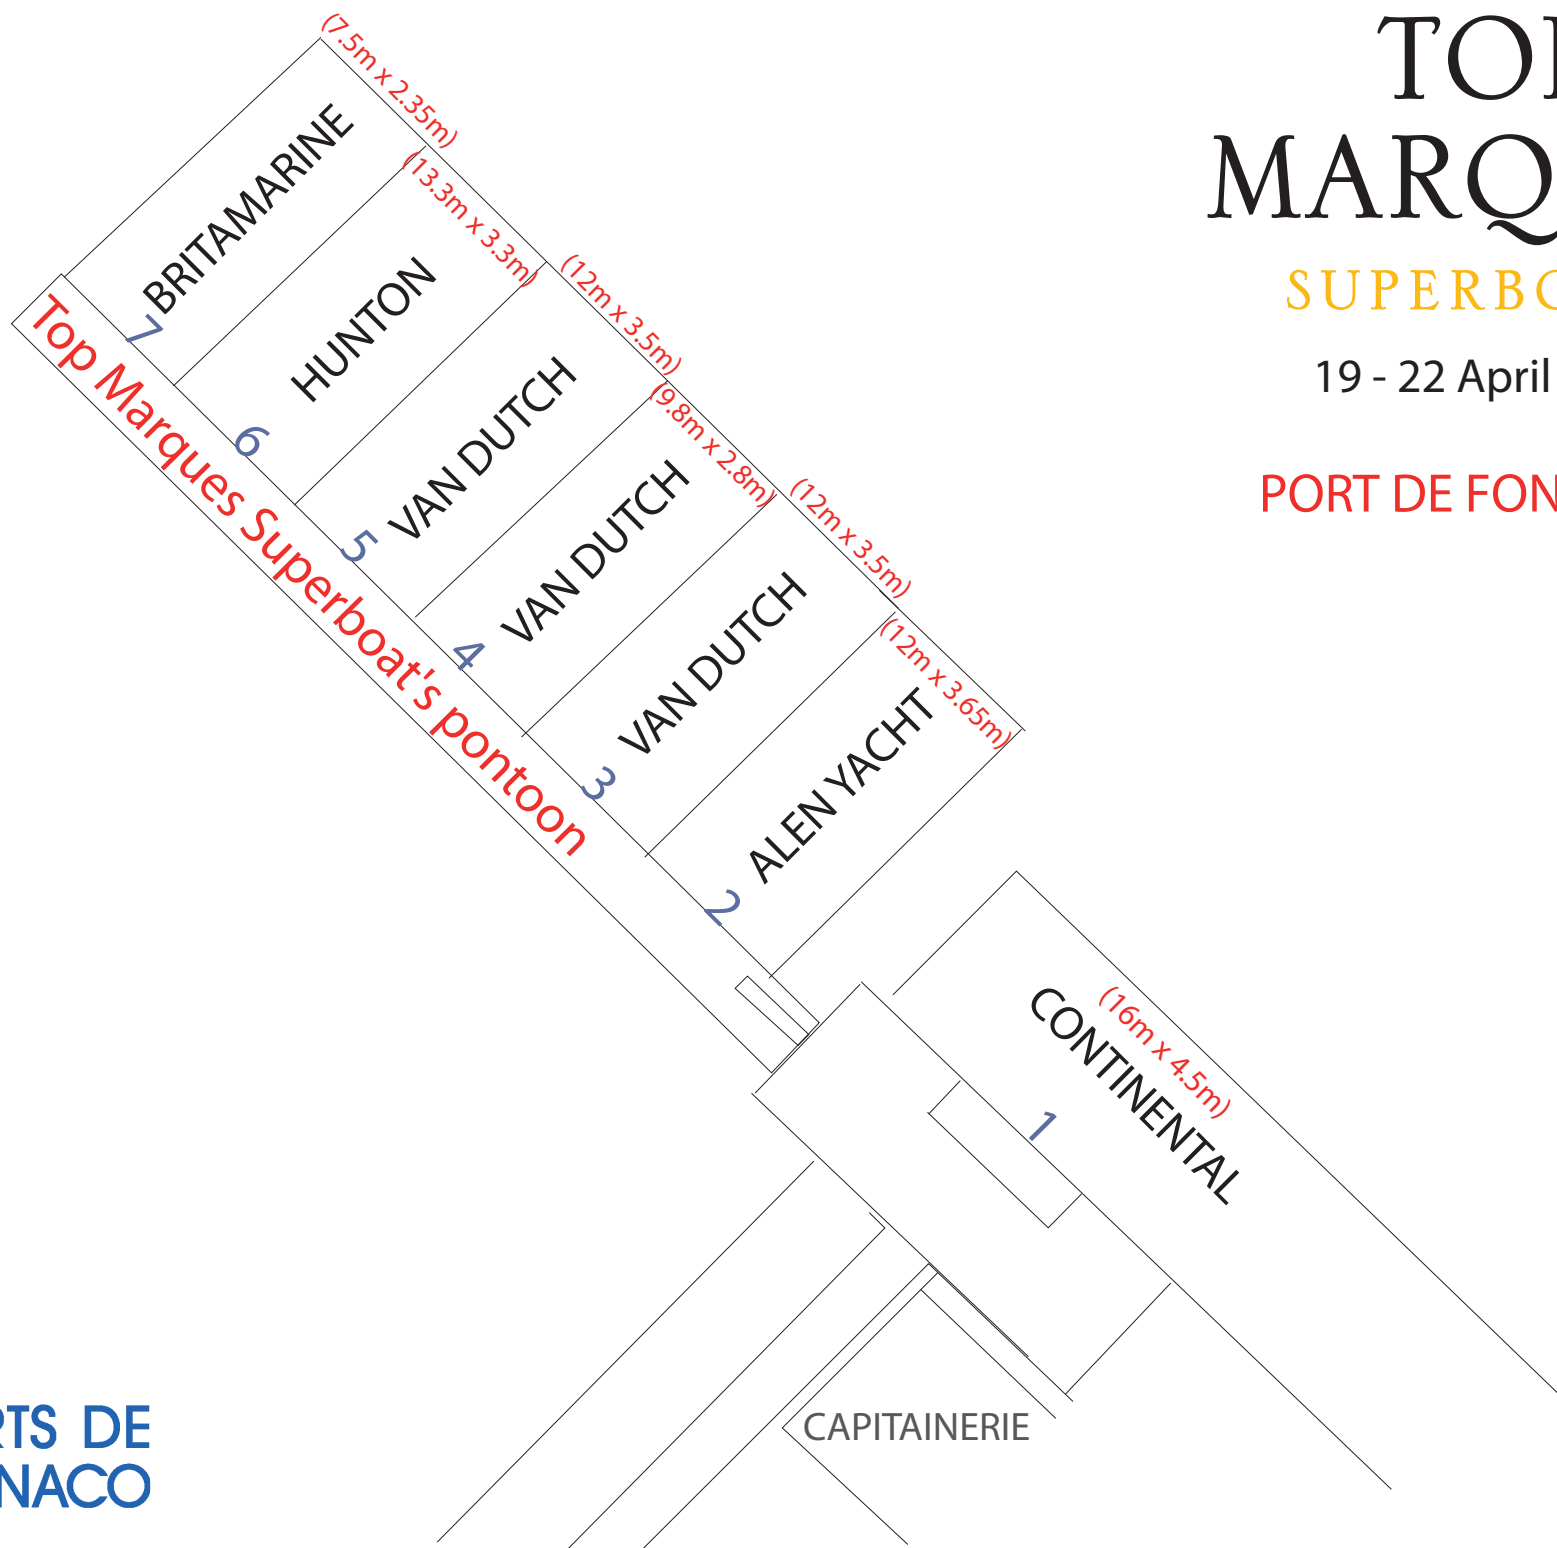 TO
MARQ
SUPERB
19 - 22 April
PORT DE FON
(7.5m x 2.35m)
BRITAMARINE
7
(13.3m x 3.3m)
HUNTON
6
(12m x 3.5m)
VAN DUTCH
5
(9.8m x 2.8m)
VAN DUTCH
4
(12m x 3.5m)
VAN DUTCH
3
(12m x 3.65m)
ALEN YACHT
2
Top Marques Superboat's pontoon
(16m x 4.5m)
CONTINENTAL
1
CAPITAINERIE
RTS DE
NACO